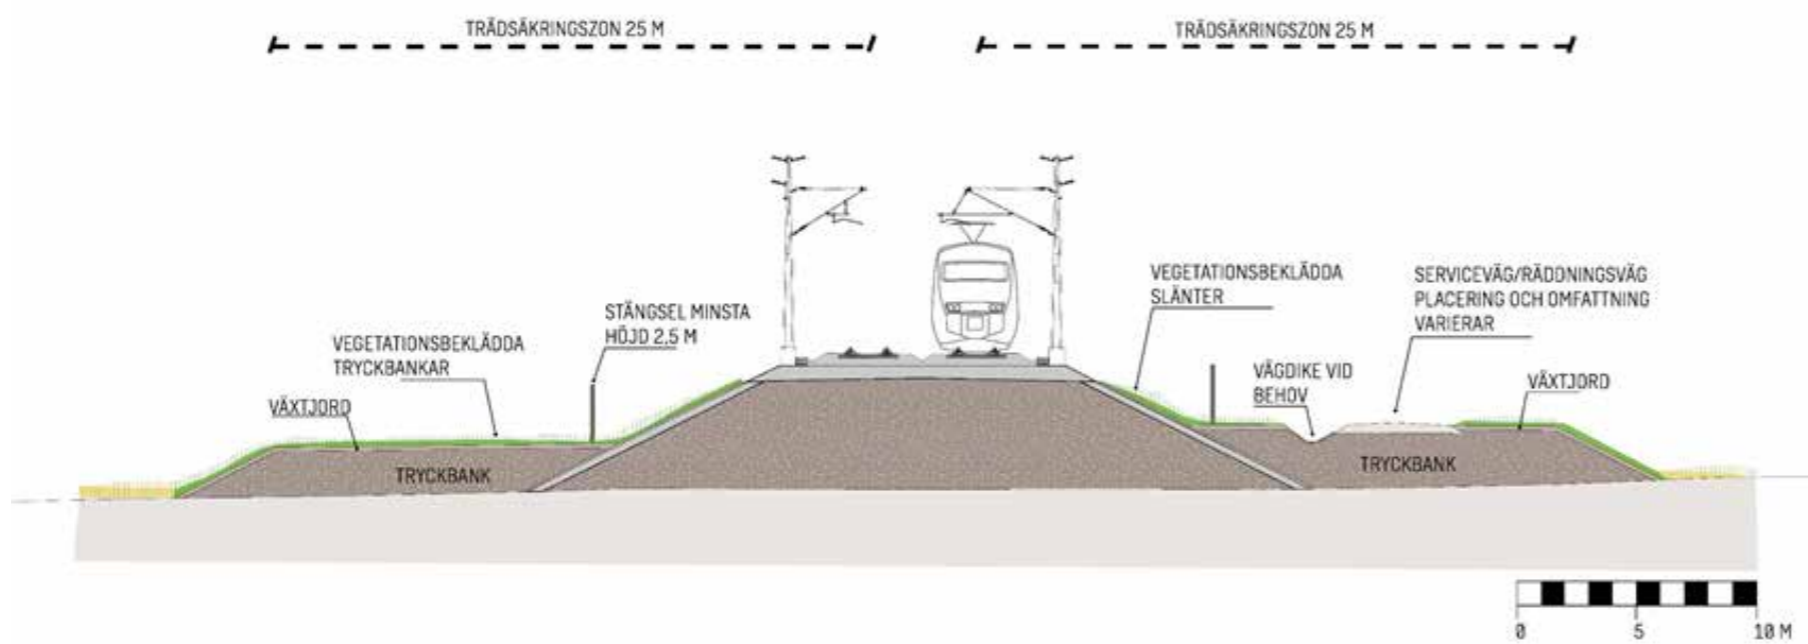 TRÄDSÄKRINGSZON 25 M
TRÄDSÄKRINGSZON 25 M
VEGETATIONSBEKLÄDDA
TRYCKBANKAR
VÄXTJORD
TRYCKBANK
STÄNGSEL MINSTA
HÖJD 2,5 M
VEGETATIONSBEKLÄDDA
SLÄNTER
VÄGDIKE VID
BEHOV
SERVICEVÄG/RÄDDNINGSVÄG
PLACERING OCH OMFATTNING
VARIERAR
VÄXTJORD
TRYCKBANK
0 5 10 M